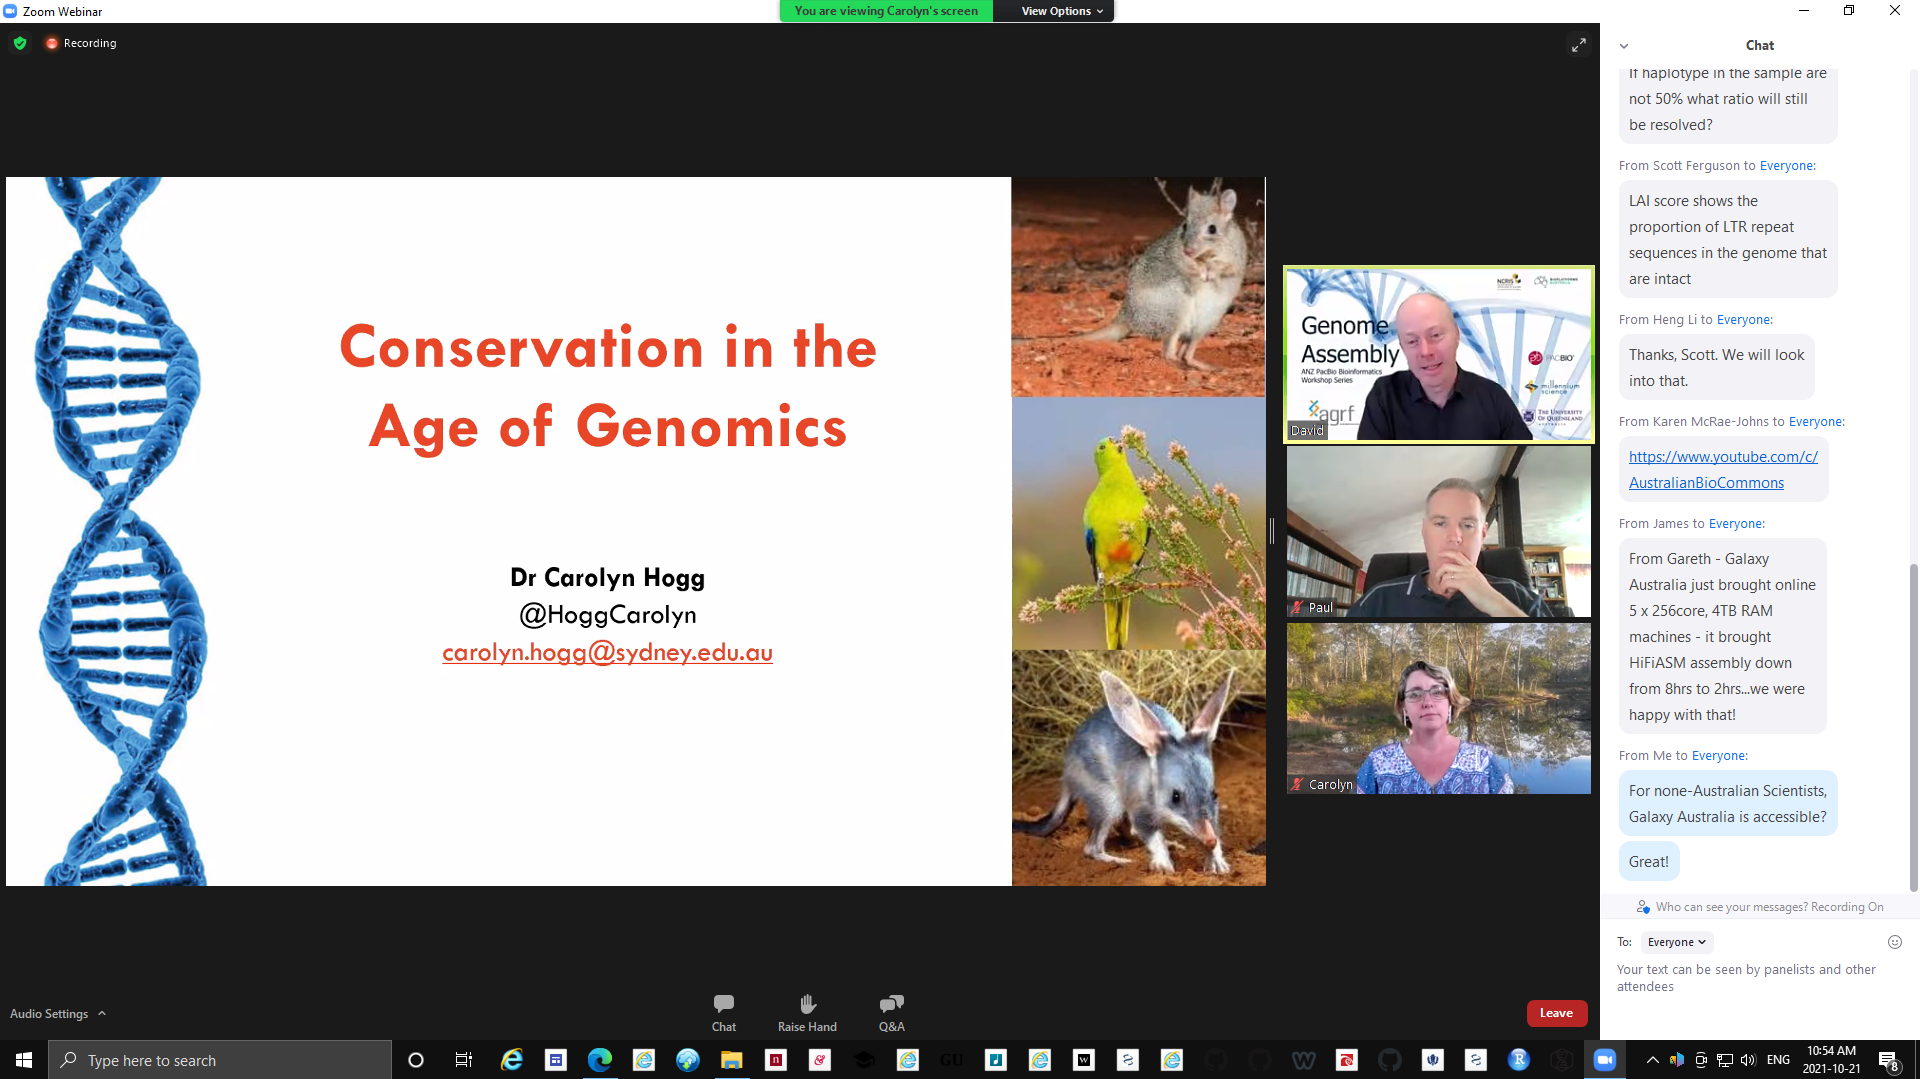 Zoom Webinar
You are viewing Carolyn's screen
View Options
Recording
Conservation in the
Age of Genomics
Dr Carolyn Hogg
@HoggCarolyn
carolyn.hogg@sydney.edu.au
NCRIS
Genome
Assembly
ANZ PacBio Bioinformatics
Workshop Series
PACBIO
millennium
science
agrf
THE UNIVERSITY
OF QUEENSLAND
AUSTRALIA
David
Paul
Carolyn
Chat
If haplotype in the sample are
not 50% what ratio will still
be resolved?
From Scott Ferguson to Everyone:
LAI score shows the
proportion of LTR repeat
sequences in the genome that
are intact
From Heng Li to Everyone:
Thanks, Scott. We will look
into that.
From Karen McRae-Johns to Everyone:
https://www.youtube.com/c/
AustralianBioCommons
From James to Everyone:
From Gareth - Galaxy
Australia just brought online
5 x 256core, 4TB RAM
machines - it brought
HiFiASM assembly down
from 8hrs to 2hrs...we were
happy with that!
From Me to Everyone:
For none-Australian Scientists,
Galaxy Australia is accessible?
Great!
Who can see your messages? Recording On
To: Everyone
Your text can be seen by panelists and other
attendees
Audio Settings
Chat
Raise Hand
Q&A
Leave
Type here to search
GU
ENG
10:54 AM
2021-10-21
8